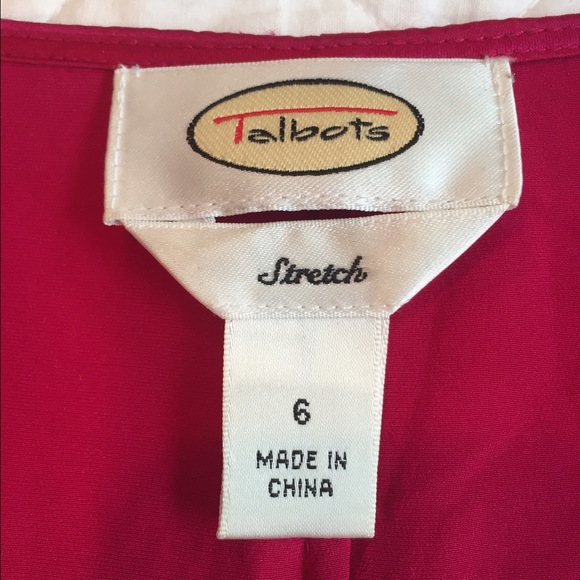 Talbots
Stretch
6
MADE IN
CHINA